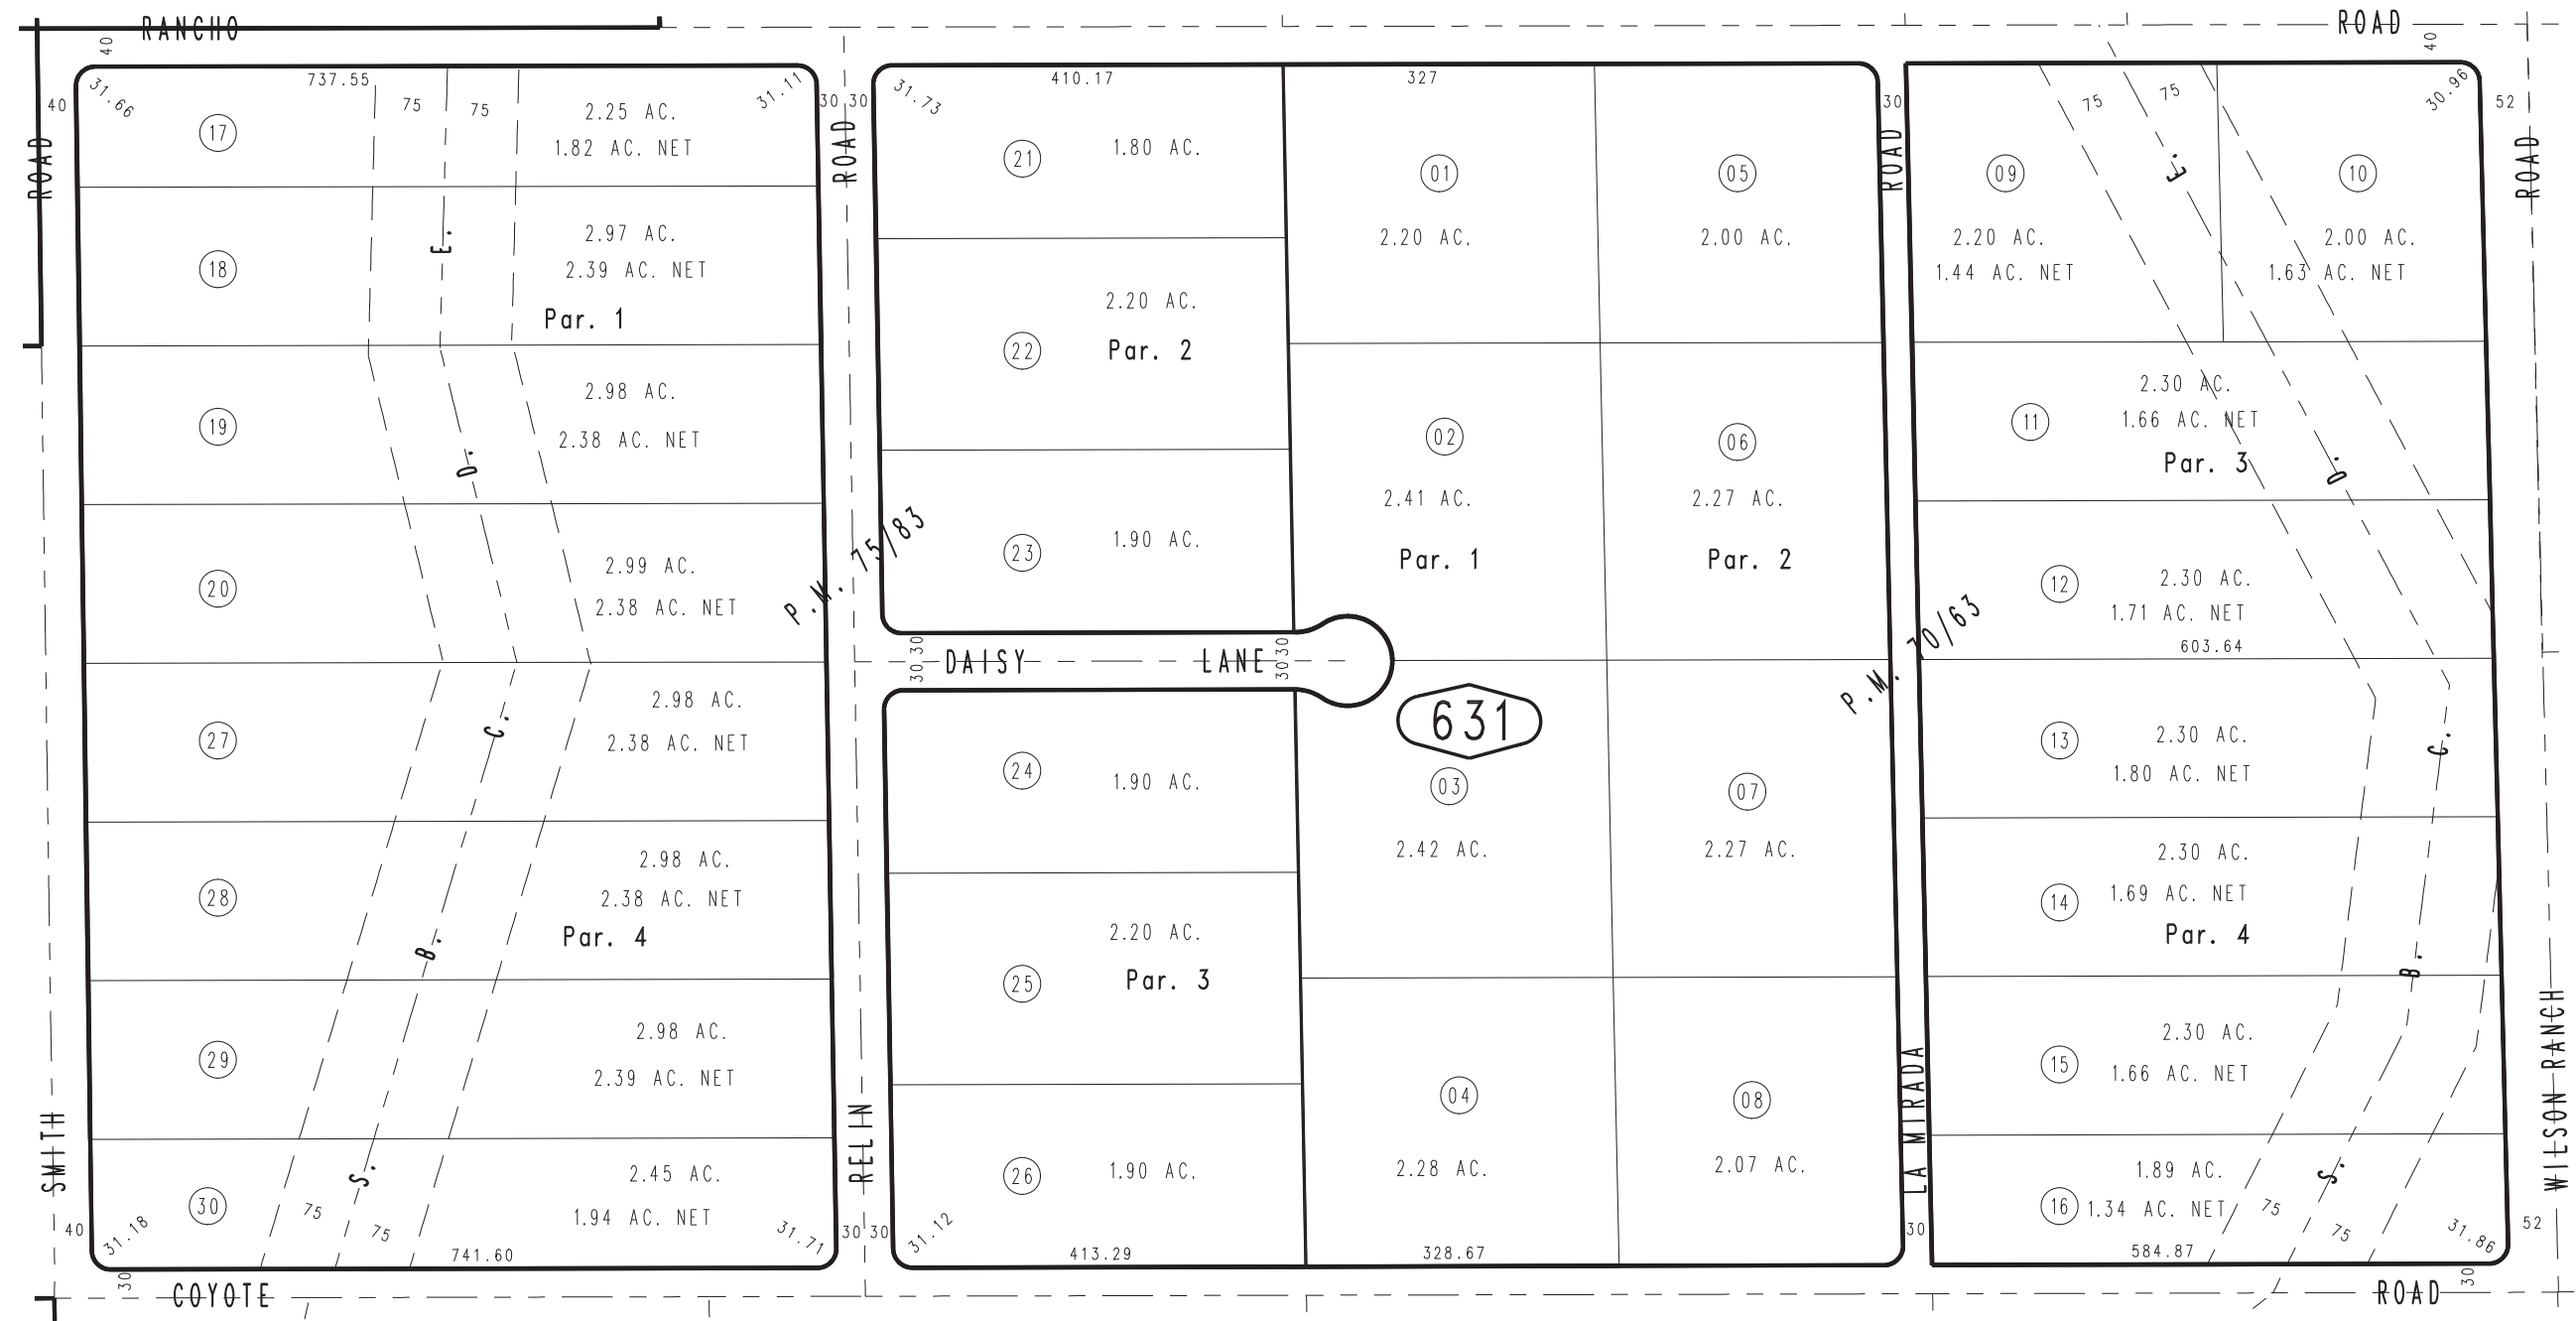 RANCHO
ROAD
40
40
737.55
410.17
327
31.66
31.11
31.73
30.96
40
75
75
30
30
30
75
75
52
ROAD
ROAD
ROAD
ROAD
17
2.25 AC.
1.82 AC. NET
21
1.80 AC.
01
2.20 AC.
05
2.00 AC.
09
2.20 AC.
1.44 AC. NET
E.
10
2.00 AC.
1.63 AC. NET
18
E.
2.97 AC.
2.39 AC. NET
Par. 1
22
2.20 AC.
Par. 2
19
D.
2.98 AC.
2.38 AC. NET
02
2.41 AC.
Par. 1
06
2.27 AC.
Par. 2
11
2.30 AC.
1.66 AC. NET
Par. 3
D.
20
2.99 AC.
2.38 AC. NET
P.M. 75/83
23
1.90 AC.
12
2.30 AC.
1.71 AC. NET
603.64
P.M. 70/63
30
30
DAISY LANE
30
30
631
27
C.
2.98 AC.
2.38 AC. NET
24
1.90 AC.
03
2.42 AC.
07
2.27 AC.
13
2.30 AC.
1.80 AC. NET
C.
28
2.98 AC.
2.38 AC. NET
B.
Par. 4
25
2.20 AC.
Par. 3
14
2.30 AC.
1.69 AC. NET
Par. 4
B.
29
2.98 AC.
2.39 AC. NET
04
2.28 AC.
08
2.07 AC.
15
2.30 AC.
1.66 AC. NET
SMITH
RELIN
LA MIRADA
WILSON RANCH
30
S.
2.45 AC.
1.94 AC. NET
26
1.90 AC.
16
1.89 AC.
1.34 AC. NET
S.
40
31.18
75
75
31.71
30
30
31.12
30
75
75
31.86
52
741.60
413.29
328.67
584.87
30
30
COYOTE
ROAD